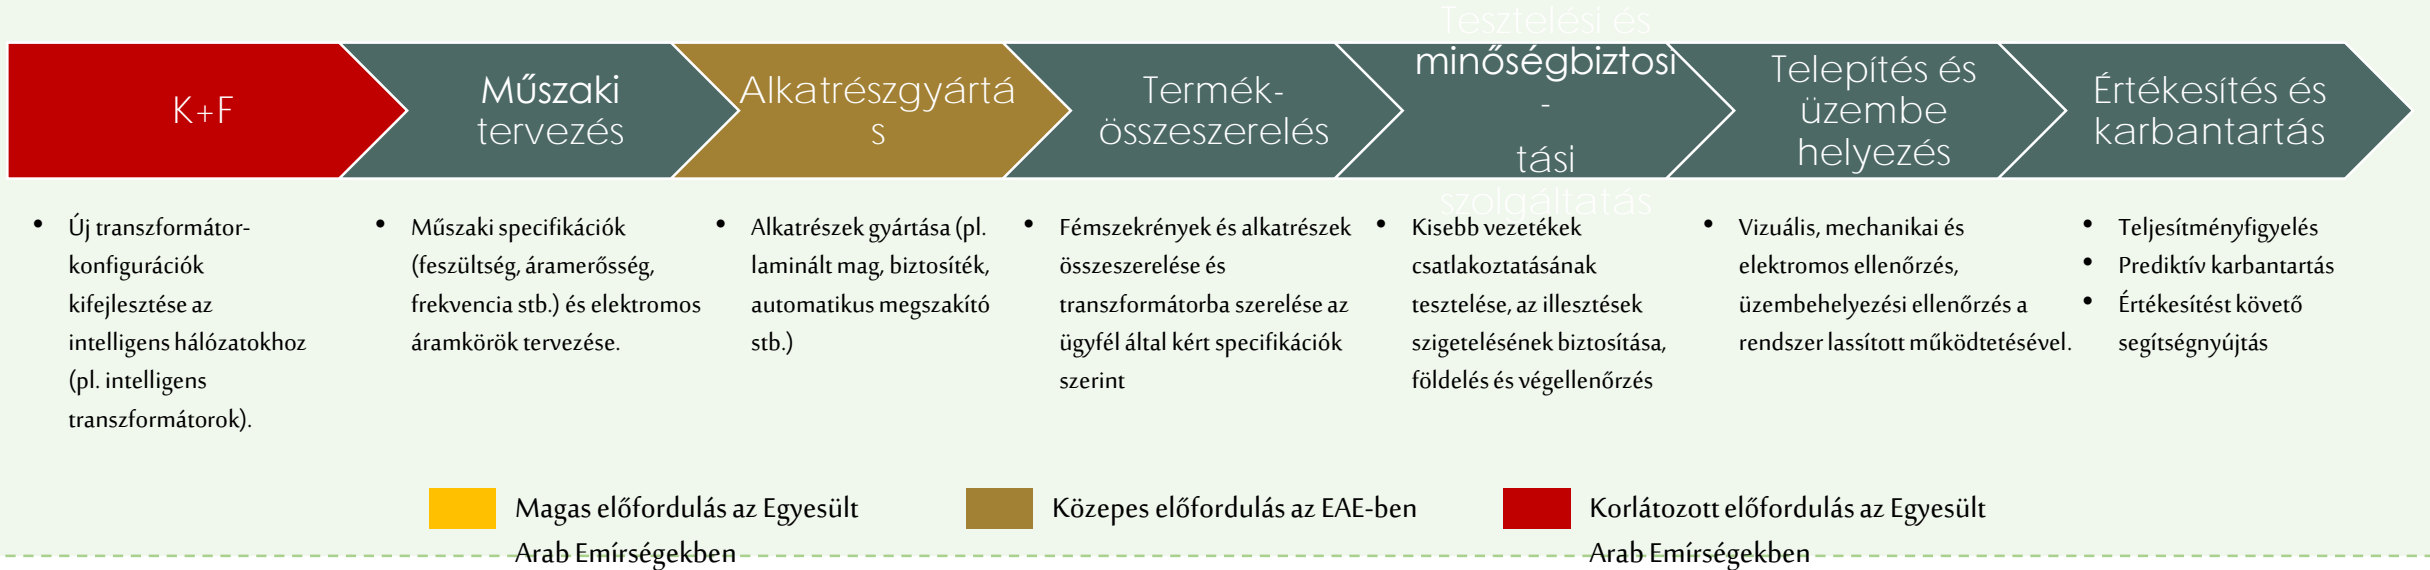 K+F
Műszaki
tervezés
Alkatrészgyártá
s
Termék-
összeszerelés
Tesztelési és
minőségbiztosí
-
tási
szolgáltatás
Telepítés és
üzembe
helyezés
Értékesítés és
karbantartás
• Új transzformátor-
konfigurációk
kifejlesztése az
intelligens hálózatokhoz
(pl. intelligens
transzformátorok).
• Műszaki specifikációk
(feszültség, áramerősség,
frekvencia stb.) és elektromos
áramkörök tervezése.
• Alkatrészek gyártása (pl.
laminált mag, biztosíték,
automatikus megszakító
stb.)
• Fémszekrények és alkatrészek
összeszerelése és
transzformátorba szerelése az
ügyfél által kért specifikációk
szerint
• Kisebb vezetékek
csatlakoztatásának
tesztelése, az illesztések
szigetelésének biztosítása,
földelés és végellenőrzés
• Vizuális, mechanikai és
elektromos ellenőrzés,
üzembehelyezési ellenőrzés a
rendszer lassított működtetésével.
• Teljesítményfigyelés
• Prediktív karbantartás
• Értékesítést követő
segítségnyújtás
Magas előfordulás az Egyesült
Arab Emírségekben
Közepes előfordulás az EAE-ben
Korlátozott előfordulás az Egyesült
Arab Emírségekben